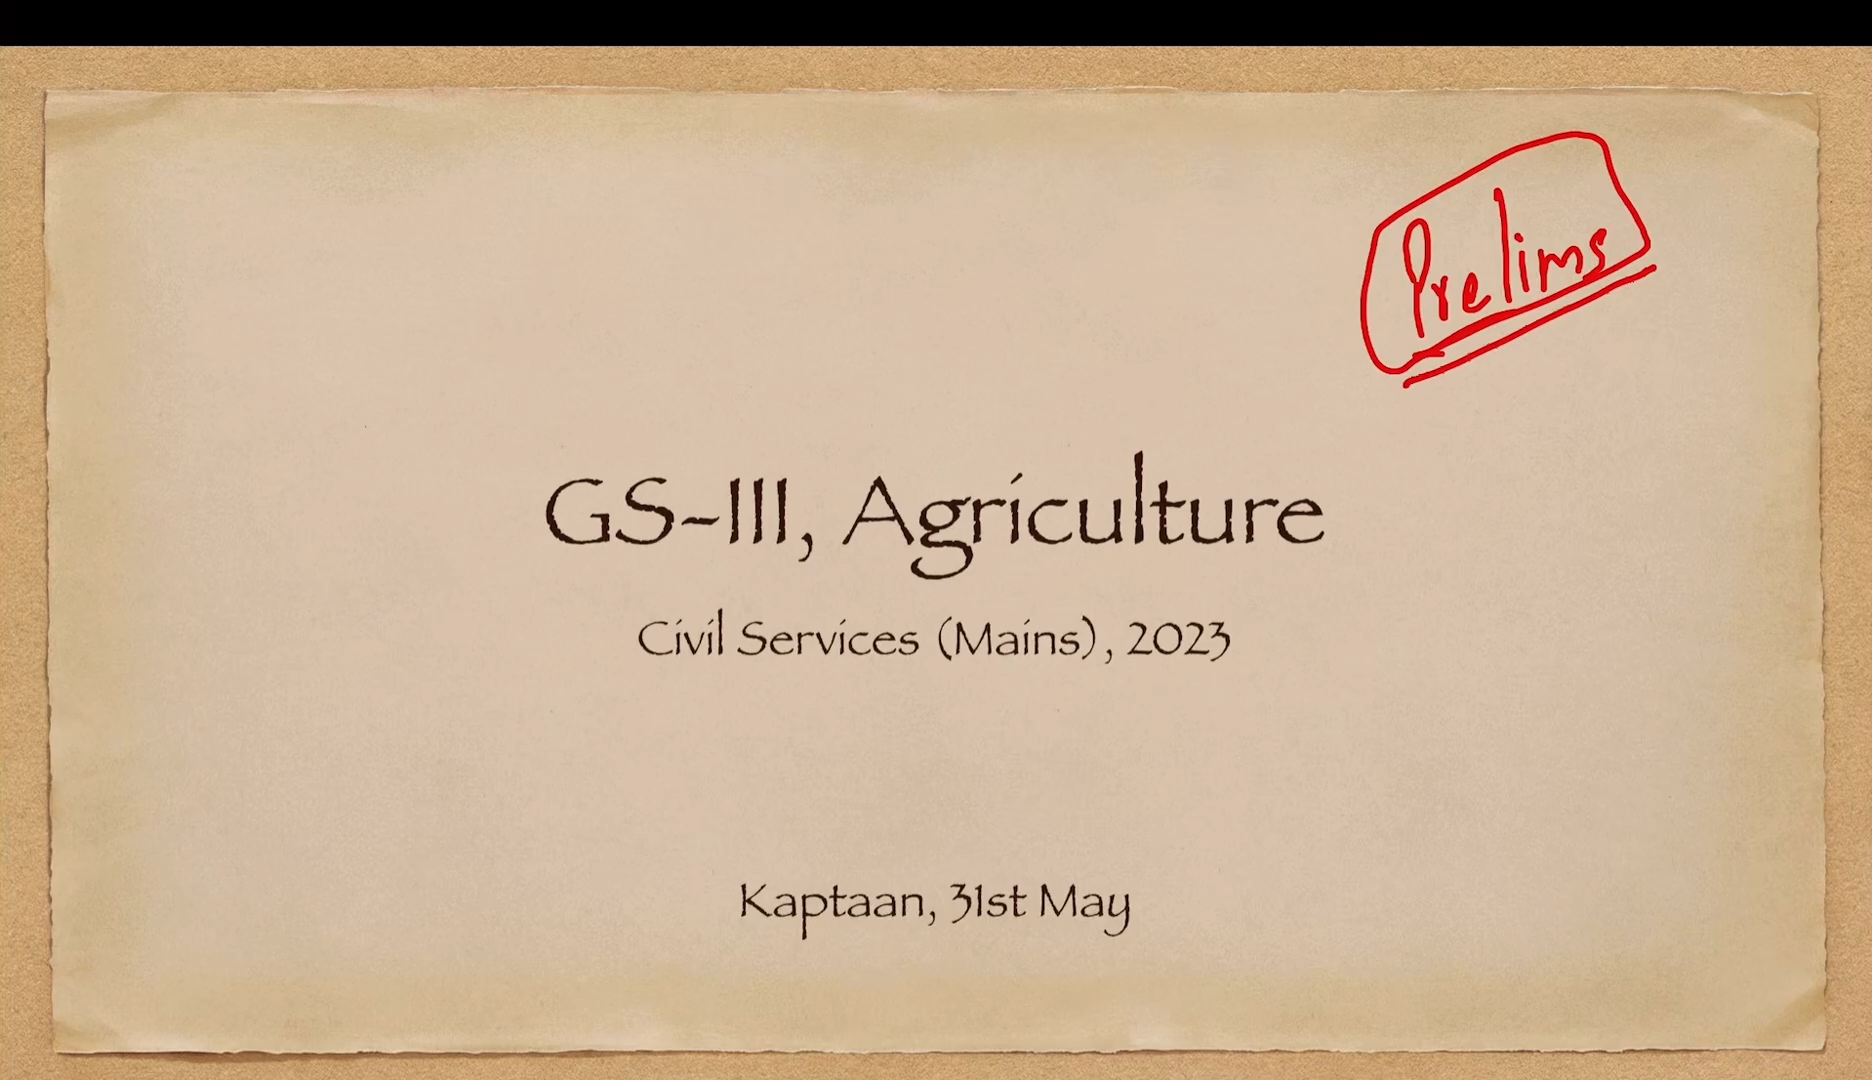 Prelims
GS-III, Agriculture
Civil Services (Mains), 2023
Kaptaan, 31st May